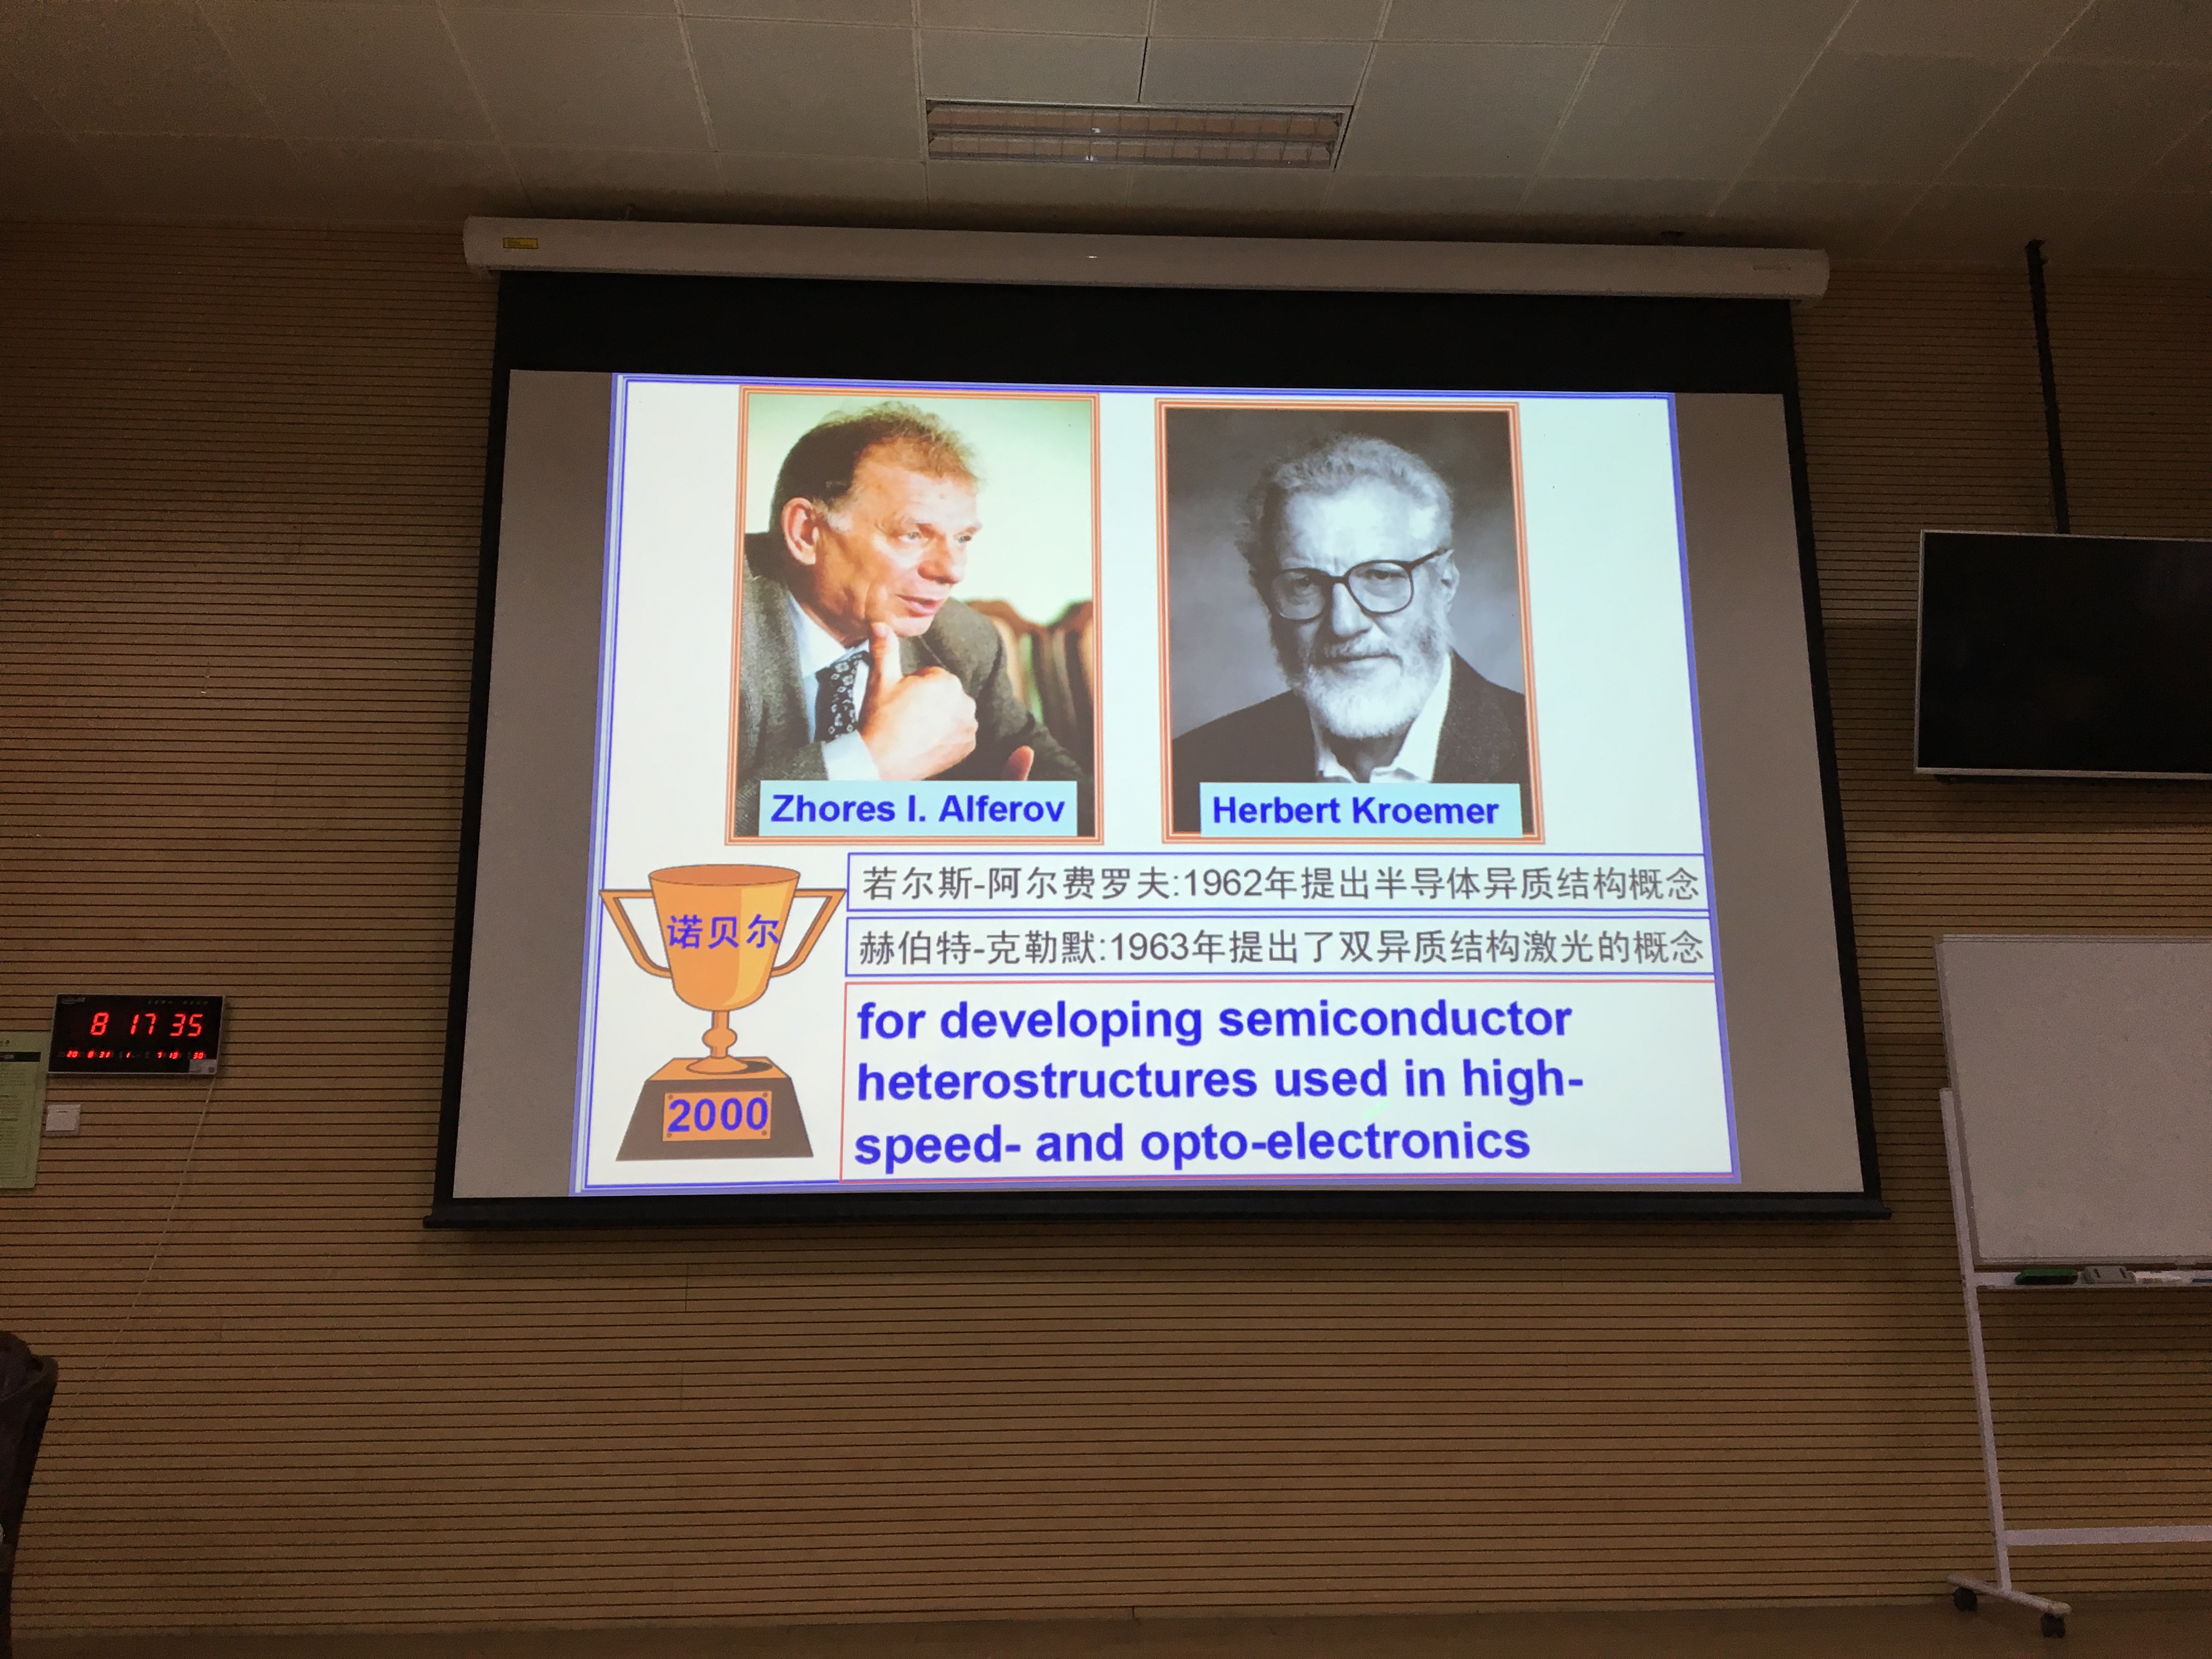 Zhores I. Alferov
Herbert Kroemer
若尔斯-阿尔费罗夫:1962年提出半导体异质结构概念
赫伯特-克勒默:1963年提出了双异质结构激光的概念
诺贝尔
2000
for developing semiconductor
heterostructures used in high-
speed- and opto-electronics
8 17 35